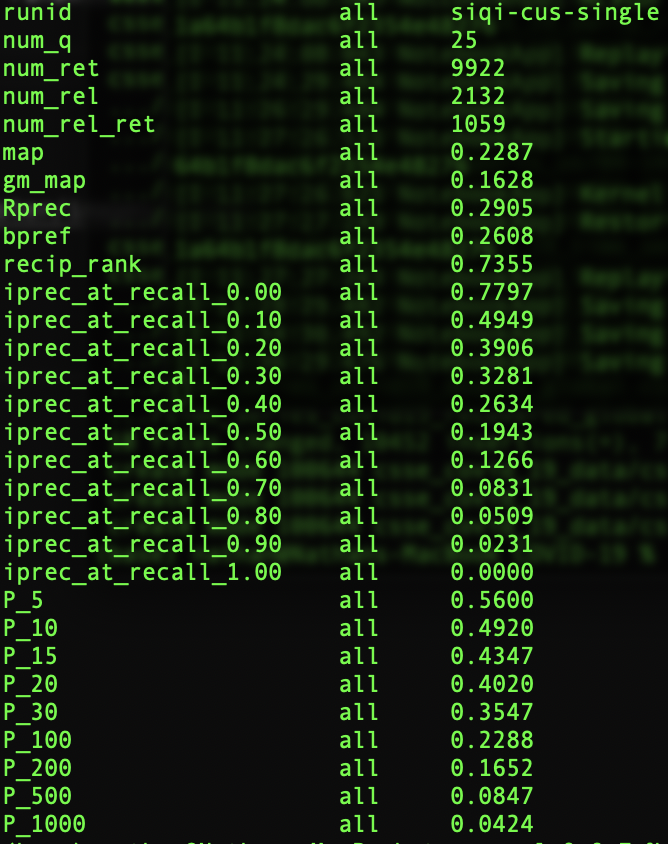 runid all siqi-cus-single
num_q all 25
num_ret all 9922
num_rel all 2132
num_rel_ret all 1059
map all 0.2287
gm_map all 0.1628
Rprec all 0.2905
bpref all 0.2608
recip_rank all 0.7355
iprec_at_recall_0.00 all 0.7797
iprec_at_recall_0.10 all 0.4949
iprec_at_recall_0.20 all 0.3906
iprec_at_recall_0.30 all 0.3281
iprec_at_recall_0.40 all 0.2634
iprec_at_recall_0.50 all 0.1943
iprec_at_recall_0.60 all 0.1266
iprec_at_recall_0.70 all 0.0831
iprec_at_recall_0.80 all 0.0509
iprec_at_recall_0.90 all 0.0231
iprec_at_recall_1.00 all 0.0000
P_5 all 0.5600
P_10 all 0.4920
P_15 all 0.4347
P_20 all 0.4020
P_30 all 0.3547
P_100 all 0.2288
P_200 all 0.1652
P_500 all 0.0847
P_1000 all 0.0424